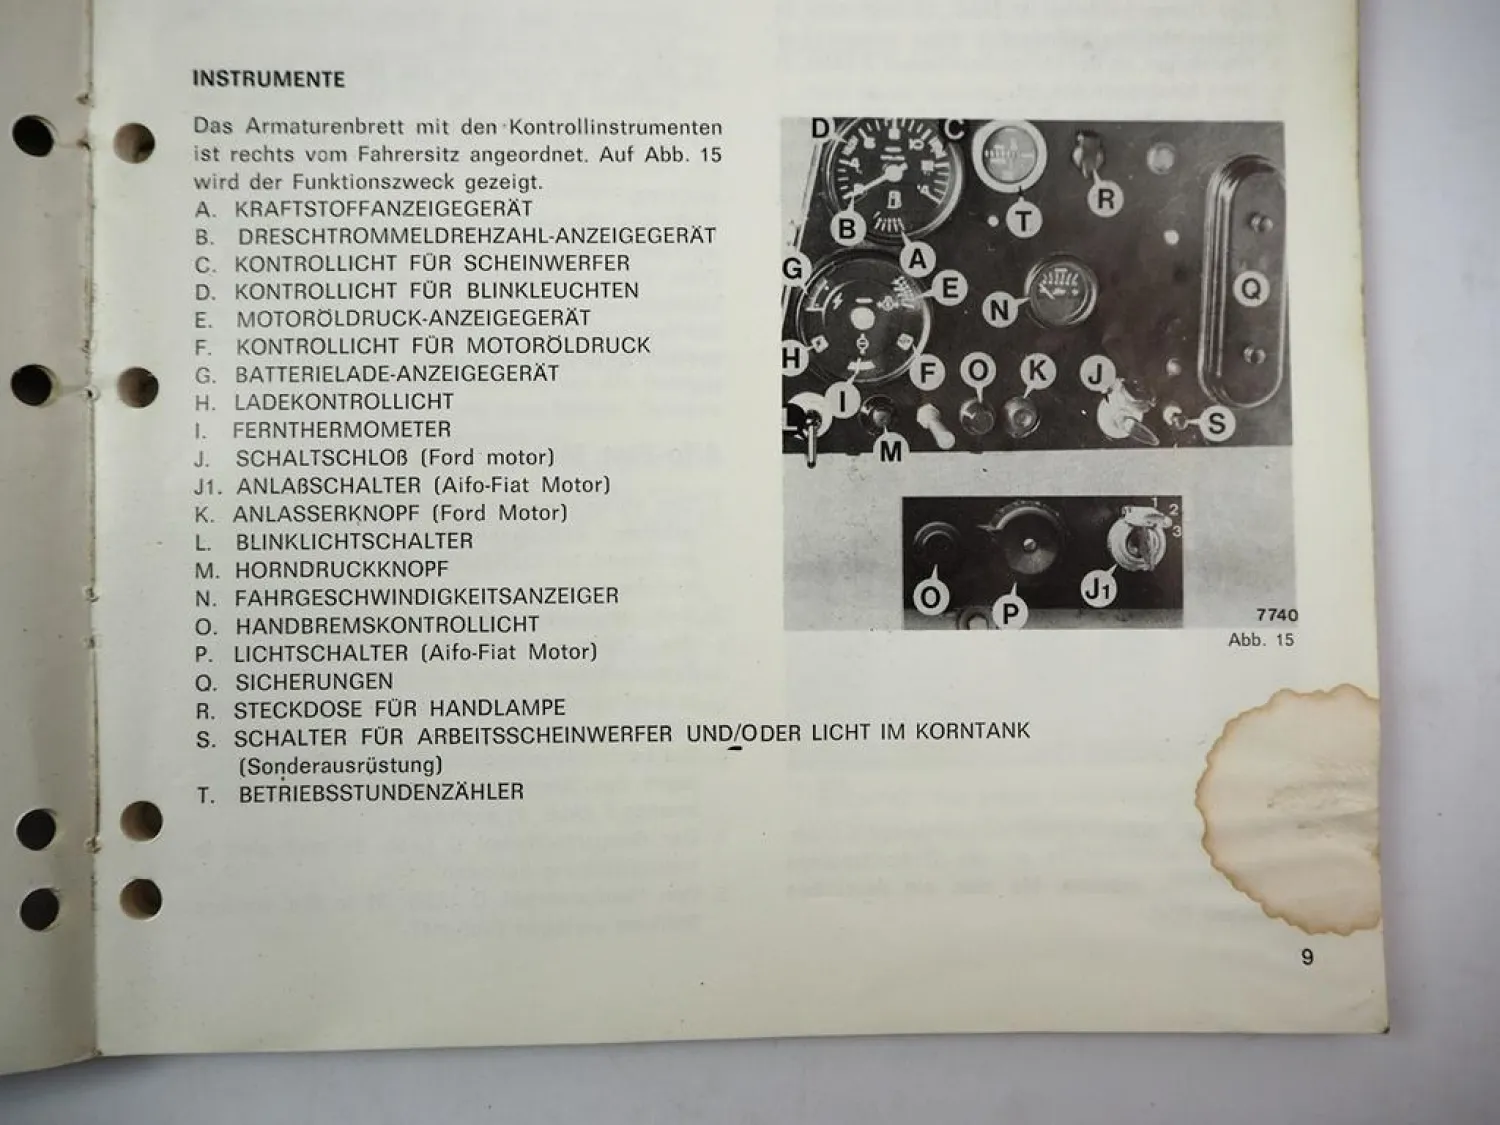 INSTRUMENTE
Das Armaturenbrett mit den Kontrollinstrumenten
ist rechts vom Fahrersitz angeordnet. Auf Abb. 15
wird der Funktionszweck gezeigt.
A. KRAFTSTOFFANZEIGEGERÄT
B. DRESCHTROMMELDREHZAHL-ANZEIGEGERÄT
C. KONTROLLICHT FÜR SCHEINWERFER
D. KONTROLLICHT FÜR BLINKLEUCHTEN
E. MOTORÖLDRUCK-ANZEIGEGERÄT
F. KONTROLLICHT FÜR MOTORÖLDRUCK
G. BATTERIELADE-ANZEIGEGERÄT
H. LADEKONTROLLICHT
I. FERNTHERMOMETER
J. SCHALTSCHLOß (Ford motor)
J1. ANLAßSCHALTER (Aifo-Fiat Motor)
K. ANLASSERKNOPF (Ford Motor)
L. BLINKLICHTSCHALTER
M. HORNDRUCKKNOPF
N. FAHRGESCHWINDIGKEITSANZEIGER
O. HANDBREMSKONTROLLICHT
P. LICHTSCHALTER (Aifo-Fiat Motor)
Q. SICHERUNGEN
R. STECKDOSE FÜR HANDLAMPE
S. SCHALTER FÜR ARBEITSSCHEINWERFER UND/ODER LICHT IM KORNTANK
(Sonderausrüstung)
T. BETRIEBSSTUNDENZÄHLER
D C
R
T
B
A
G E
Q
N
H
F O K J
I
L S
M
1
2
3
O P J1
7740
Abb. 15
9